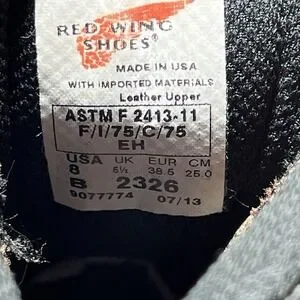 RED WING
SHOES®
MADE IN USA
WITH IMPORTED MATERIALS
Leather Upper
ASTM F 2413-11
F/I/75/C/75
EH
USA UK EUR CM
8 5½ 38.5 25.0
B 2326
9077774 07/13